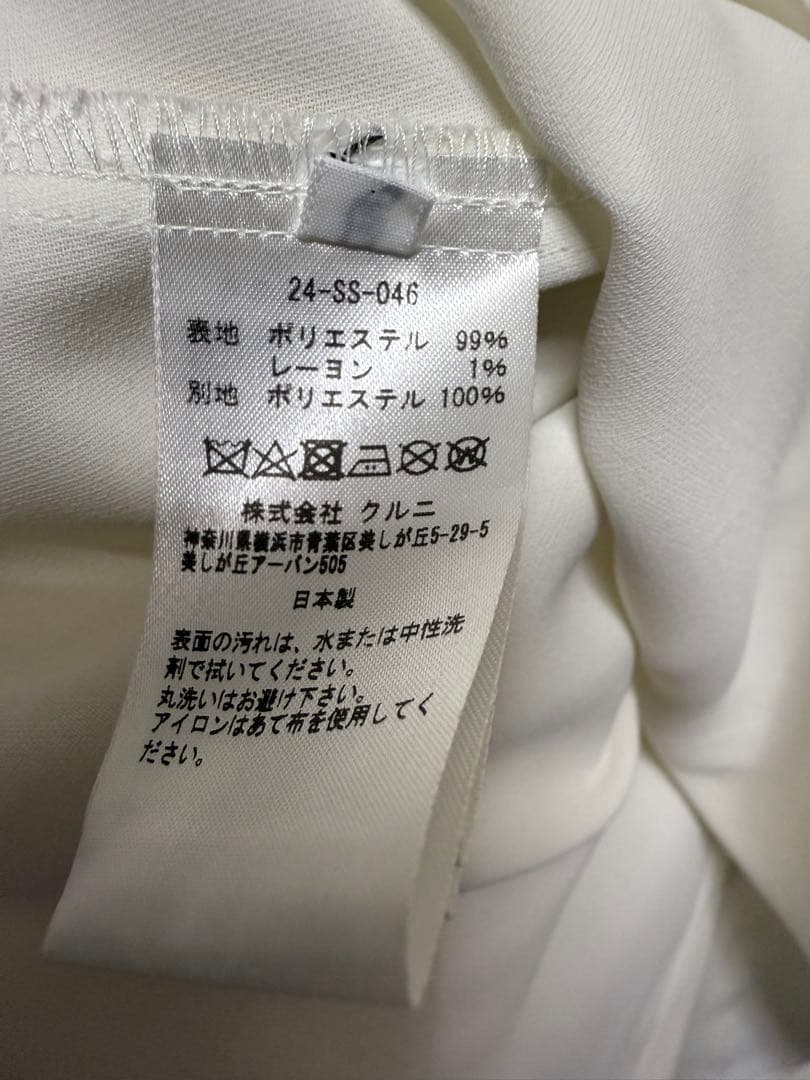 24-SS-046
表地 ポリエステル 99%
レーヨン 1%
別地 ポリエステル 100%
株式会社 クルニ
神奈川県横浜市青葉区美しが丘5-29-5
美しが丘アーバン505
日本製
表面の汚れは、水または中性洗
剤で拭いてください。
丸洗いはお避け下さい。
アイロンはあて布を使用してく
ださい。